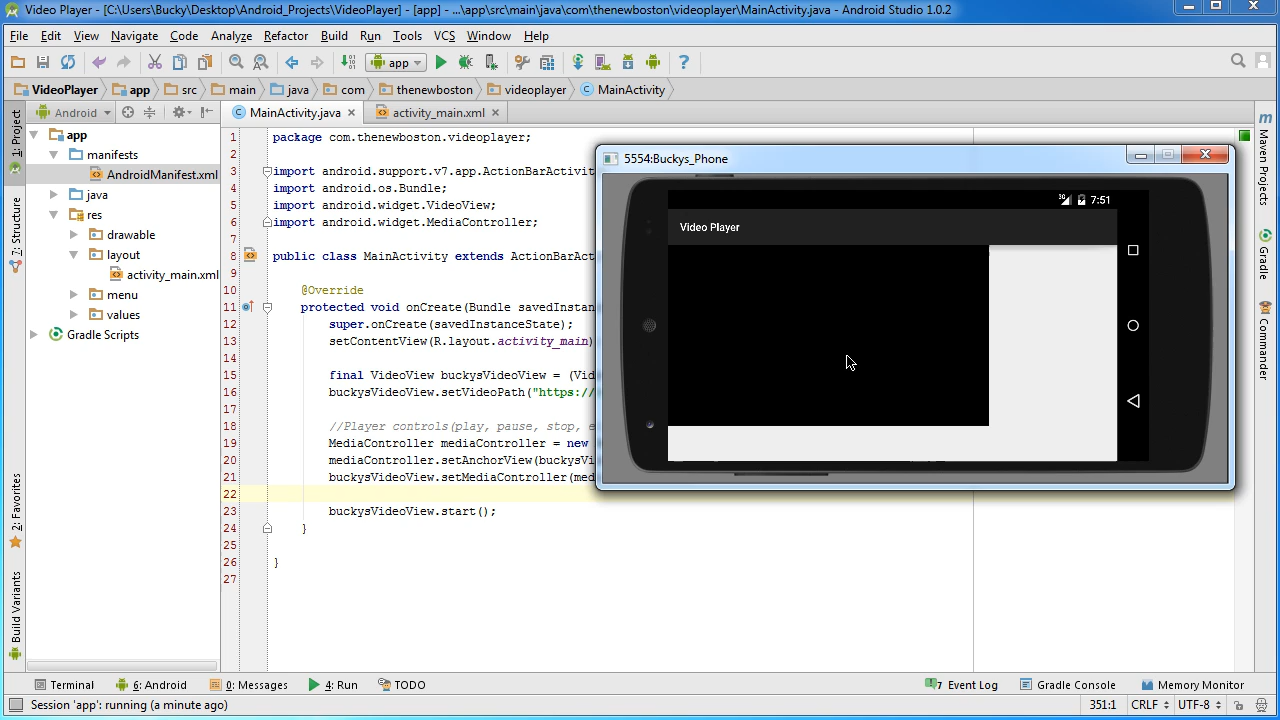 Video Player - [C:\Users\Bucky\Desktop\Android_Projects\VideoPlayer] - [app] - ...\app\src\main\java\com\thenewboston\videoplayer\MainActivity.java - Android Studio 1.0.2
File Edit View Navigate Code Analyze Refactor Build Run Tools VCS Window Help
app
VideoPlayer app src main java com thenewboston videoplayer MainActivity
Android MainActivity.java activity_main.xml
1: Project
7: Structure
2: Favorites
Build Variants
app
manifests
AndroidManifest.xml
java
res
drawable
layout
activity_main.xml
menu
values
Gradle Scripts
1 package com.thenewboston.videoplayer;
2
3 import android.support.v7.app.ActionBarActivit
4 import android.os.Bundle;
5 import android.widget.VideoView;
6 import android.widget.MediaController;
7
8 public class MainActivity extends ActionBarAct
9
10 @Override
11 protected void onCreate(Bundle savedInstan
12 super.onCreate(savedInstanceState);
13 setContentView(R.layout.activity_main)
14
15 final VideoView buckysVideoView = (Vid
16 buckysVideoView.setVideoPath("https://
17
18 //Player controls(play, pause, stop, e
19 MediaController mediaController = new
20 mediaController.setAnchorView(buckysVi
21 buckysVideoView.setMediaController(med
22
23 buckysVideoView.start();
24 }
25
26 }
27
5554:Buckys_Phone
3G 7:51
Video Player
m Maven Projects
Gradle
Commander
Terminal 6: Android 0: Messages 4: Run TODO 7 Event Log Gradle Console Memory Monitor
Session 'app': running (a minute ago) 351:1 CRLF UTF-8